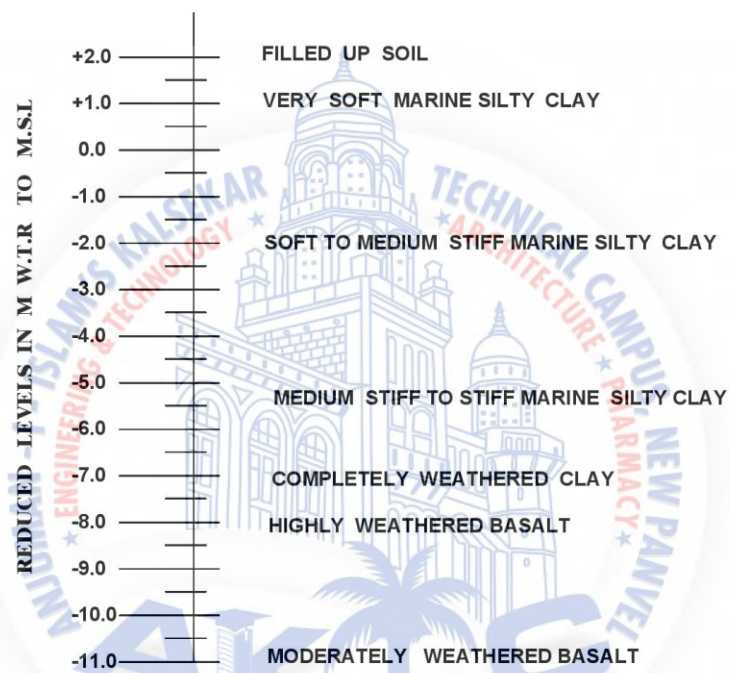 REDUCED LEVELS IN M W.T.R TO M.S.L
+2.0 FILLED UP SOIL
+1.0 VERY SOFT MARINE SILTY CLAY
0.0
-1.0
-2.0 SOFT TO MEDIUM STIFF MARINE SILTY CLAY
-3.0
-4.0
-5.0
MEDIUM STIFF TO STIFF MARINE SILTY CLAY
-6.0
-7.0 COMPLETELY WEATHERED CLAY
-8.0 HIGHLY WEATHERED BASALT
-9.0
-10.0
-11.0 MODERATELY WEATHERED BASALT
ANJUMAN-I-ISLAM'S KALSEKAR TECHNICAL CAMPUS, NEW PANVEL
ENGINEERING & TECHNOLOGY ★ ★ ARCHITECTURE ★ PHARMACY ★
AKTC